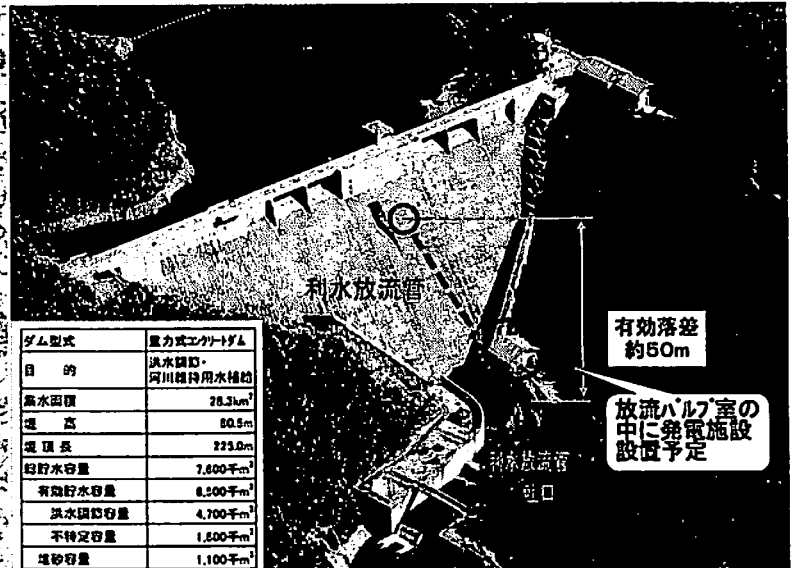 利水放流管
有効落差
約50m
放流バルブ室の
中に発電施設
設置予定
利水放流管
吐口
ダム型式 重力式コンクリートダム
目 的 洪水調節・
河川維持用水補給
集水面積 28.3km²
堤 高 80.5m
堤頂長 225.0m
総貯水容量 7,600千m³
有効貯水容量 6,500千m³
洪水調節容量 4,700千m³
不特定容量 1,800千m³
堆砂容量 1,100千m³